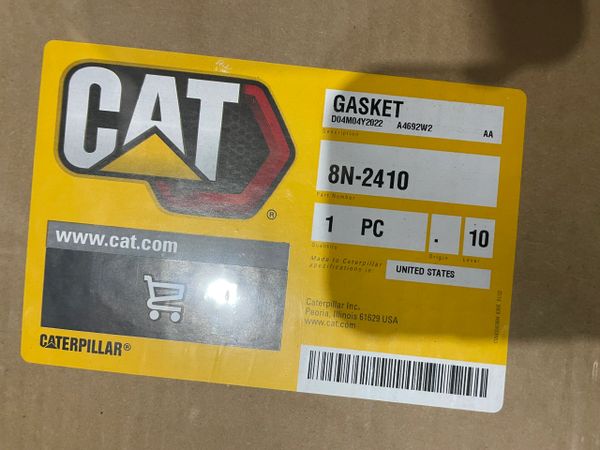 CAT
®
www.cat.com
CATERPILLAR®
GASKET
D04M04Y2022 A4692W2 AA
Description
8N-2410
Part Number
1 PC . 10
Quantity Origin Level
Made to Caterpillar
specifications in
UNITED STATES
Caterpillar Inc.
Peoria, Illinois 61629 USA
www.cat.com